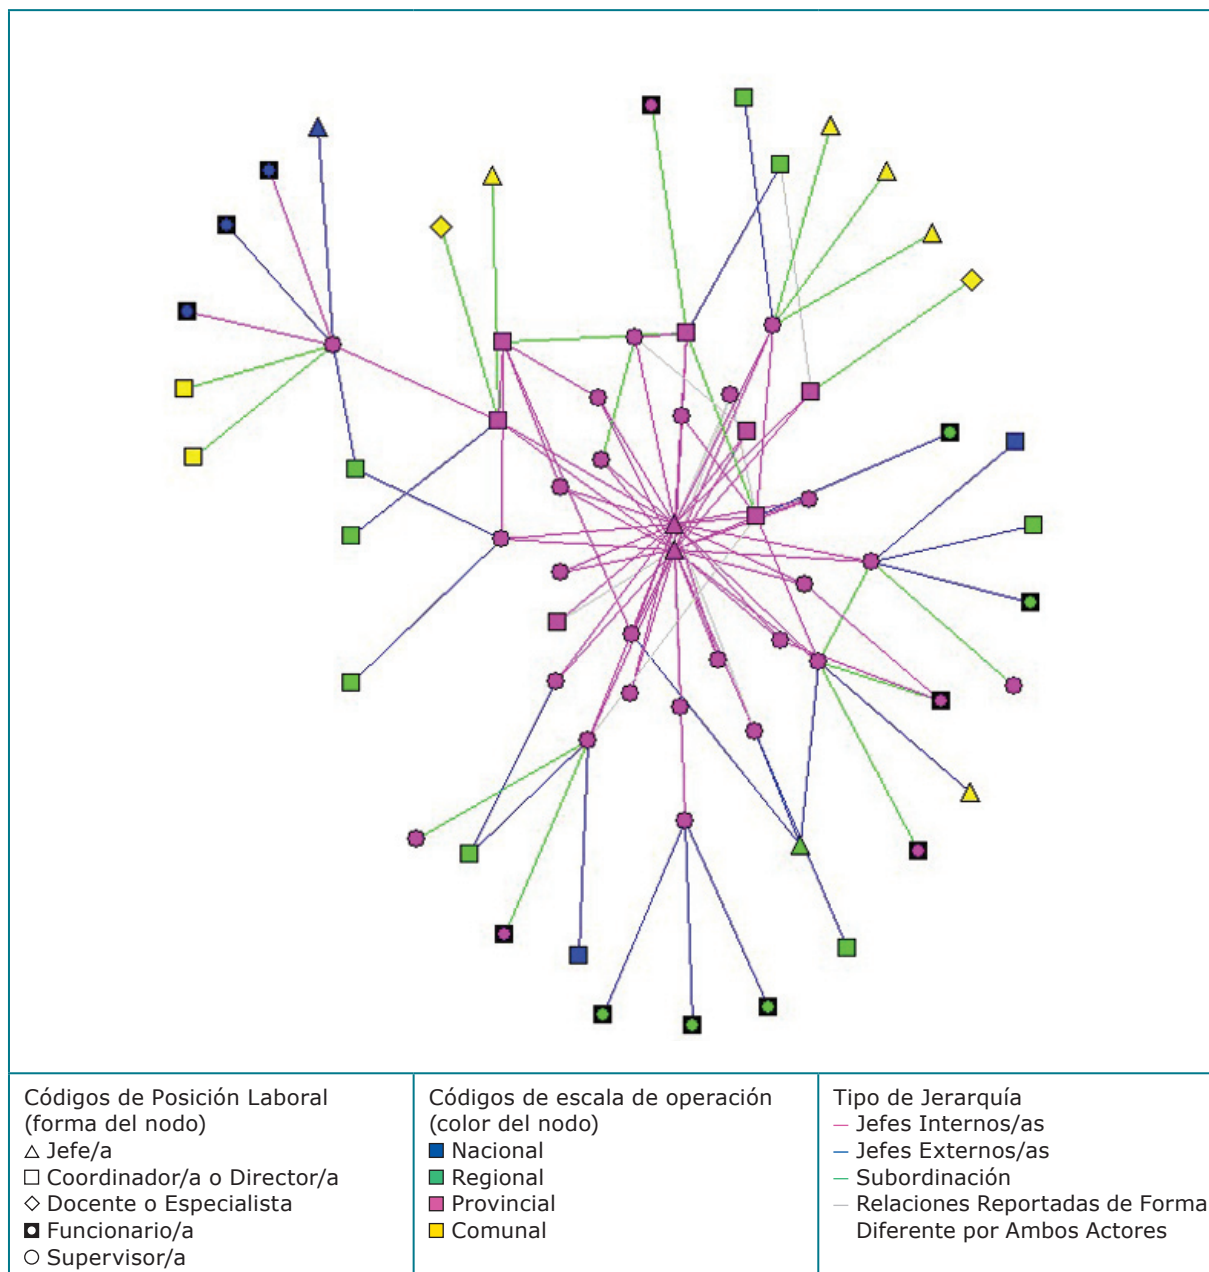 Códigos de Posición Laboral
(forma del nodo)
Jefe/a
Coordinador/a o Director/a
Docente o Especialista
Funcionario/a
Supervisor/a
Códigos de escala de operación
(color del nodo)
Nacional
Regional
Provincial
Comunal
Tipo de Jerarquía
Jefes Internos/as
Jefes Externos/as
Subordinación
Relaciones Reportadas de Forma
Diferente por Ambos Actores